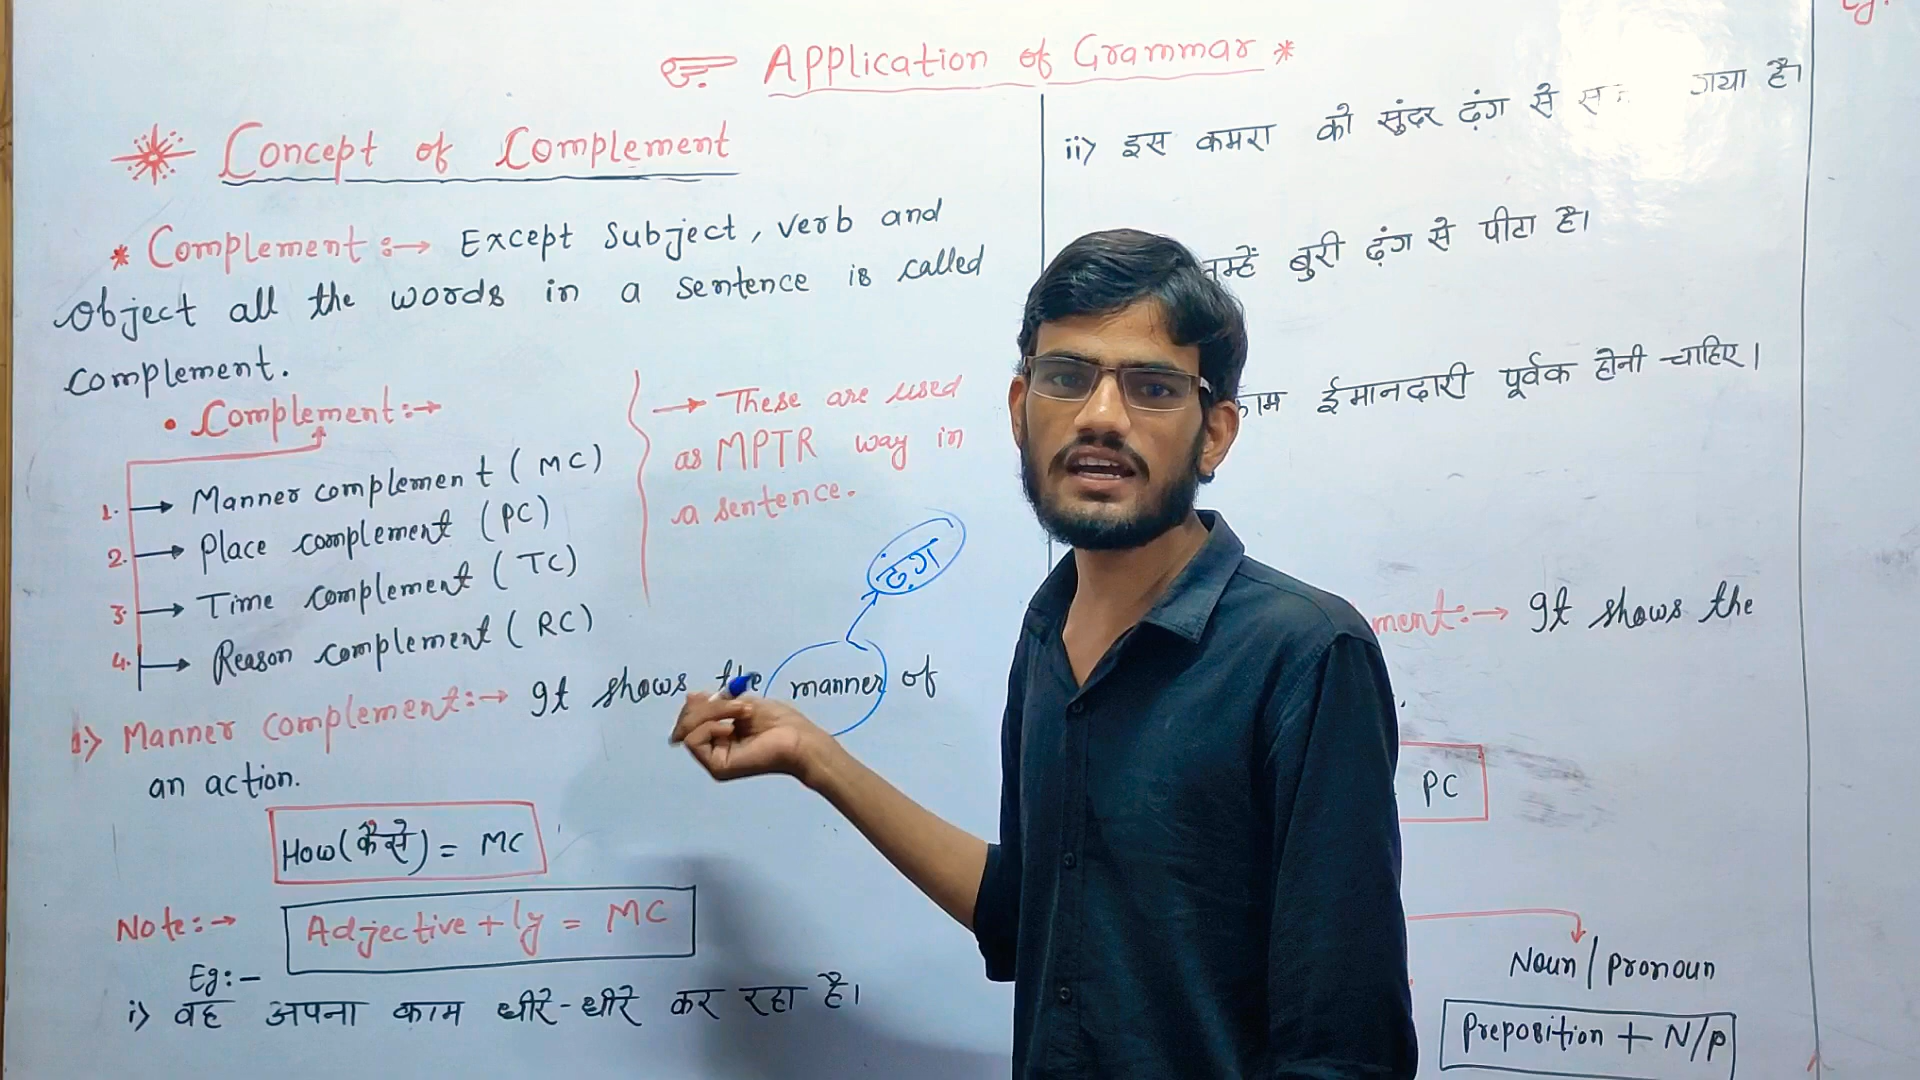 Application of Grammar *
Concept of Complement
* Complement :→ Except Subject, verb and
object all the words in a sentence is called
complement.
• Complement :→
1. → Manner complement ( MC )
2. → Place complement ( PC )
3. → Time complement ( TC )
4. → Reason complement ( RC )
→ These are used
as MPTR way in
a sentence.
ढ़ंग
1.> Manner complement :→ It shows the manner of
an action.
How (कैसे) = MC
Note :→ Adjective + ly = MC
Eg :-
i> वह अपना काम धीरे-धीरे कर रहा है।
ii> इस कमरा को सुंदर ढ़ंग से गया है।
तुम्हें बुरी ढ़ंग से पीटा है।
काम ईमानदारी पूर्वक होनी चाहिए।
ment :→ It shows the
PC
Noun / Pronoun
Preposition + N/P
Eg.